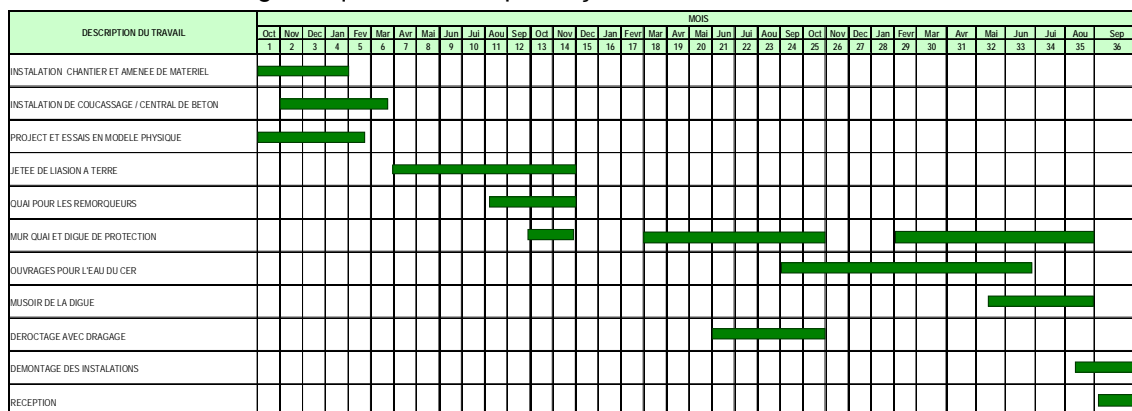 MOIS
DESCRIPTION DU TRAVAIL
Oct Nov Dec Jan Fev Mar Avr Mai Jun Jui Aou Sep Oct Nov Dec Jan Fevr Mar Avr Mai Jun Jui Aou Sep Oct Nov Dec Jan Fevr Mar Avr Mai Jun Jui Aou Sep
1 2 3 4 5 6 7 8 9 10 11 12 13 14 15 16 17 18 19 20 21 22 23 24 25 26 27 28 29 30 31 32 33 34 35 36
INSTALATION CHANTIER ET AMENEE DE MATERIEL
INSTALATION DE COUCASSAGE / CENTRAL DE BETON
PROJECT ET ESSAIS EN MODELE PHYSIQUE
JETEE DE LIASION A TERRE
QUAI POUR LES REMORQUEURS
MUR QUAI ET DIGUE DE PROTECTION
OUVRAGES POUR L'EAU DU CER
MUSOIR DE LA DIGUE
DEROCTAGE AVEC DRAGAGE
DEMONTAGE DES INSTALATIONS
RECEPTION